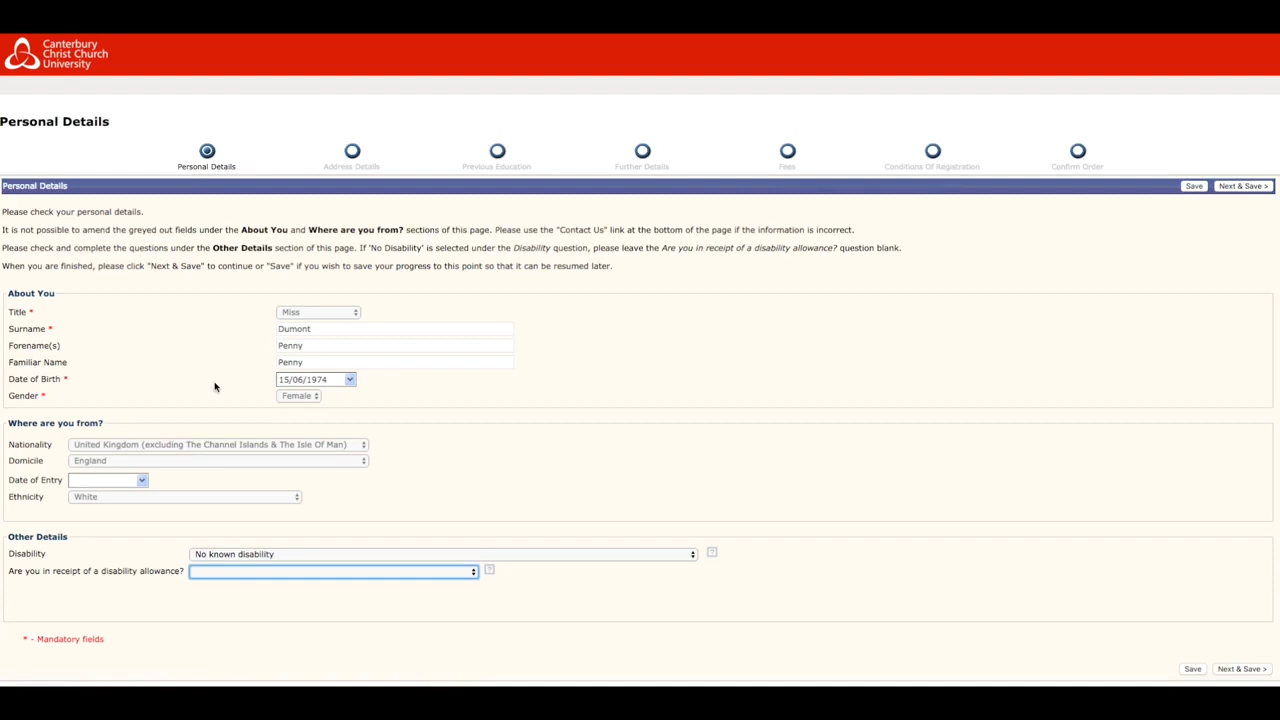 Canterbury
Christ Church
University
Personal Details
Personal Details
Address Details
Previous Education
Further Details
Fees
Conditions Of Registration
Confirm Order
Personal Details
Save
Next & Save >
Please check your personal details.
It is not possible to amend the greyed out fields under the About You and Where are you from? sections of this page. Please use the "Contact Us" link at the bottom of the page if the information is incorrect.
Please check and complete the questions under the Other Details section of this page. If 'No Disability' is selected under the Disability question, please leave the Are you in receipt of a disability allowance? question blank.
When you are finished, please click "Next & Save" to continue or "Save" if you wish to save your progress to this point so that it can be resumed later.
About You
Title * Miss
Surname * Dumont
Forename(s) Penny
Familiar Name Penny
Date of Birth * 15/06/1974
Gender * Female
Where are you from?
Nationality United Kingdom (excluding The Channel Islands & The Isle Of Man)
Domicile England
Date of Entry
Ethnicity White
Other Details
Disability No known disability ?
Are you in receipt of a disability allowance? ?
* - Mandatory fields
Save
Next & Save >